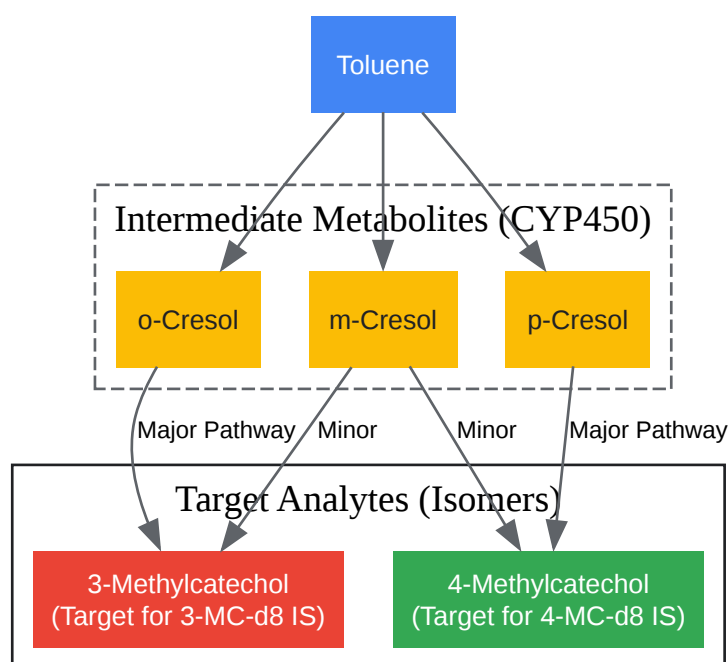 Toluene
Intermediate Metabolites (CYP450)
o-Cresol
m-Cresol
p-Cresol
Major Pathway
Minor
Minor
Major Pathway
Target Analytes (Isomers)
3-Methylcatechol
(Target for 3-MC-d8 IS)
4-Methylcatechol
(Target for 4-MC-d8 IS)